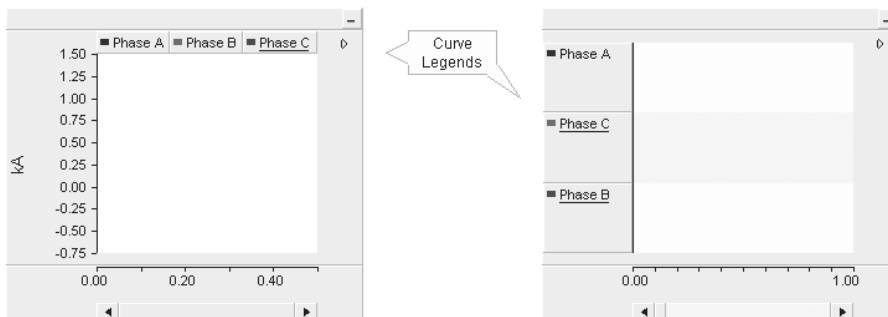 Phase A Phase B Phase C
1.50
1.25
1.00
0.75
0.50
0.25
0.00
-0.25
-0.50
-0.75
kA
0.00 0.20 0.40
Curve
Legends
Phase A
Phase C
Phase B
0.00 1.00